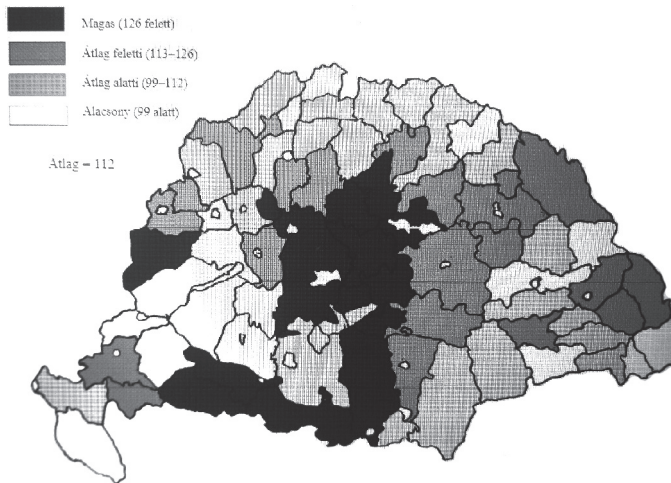 Magas (126 felett)
Átlag feletti (113–126)
Átlag alatti (99–112)
Alacsony (99 alatt)
Átlag = 112